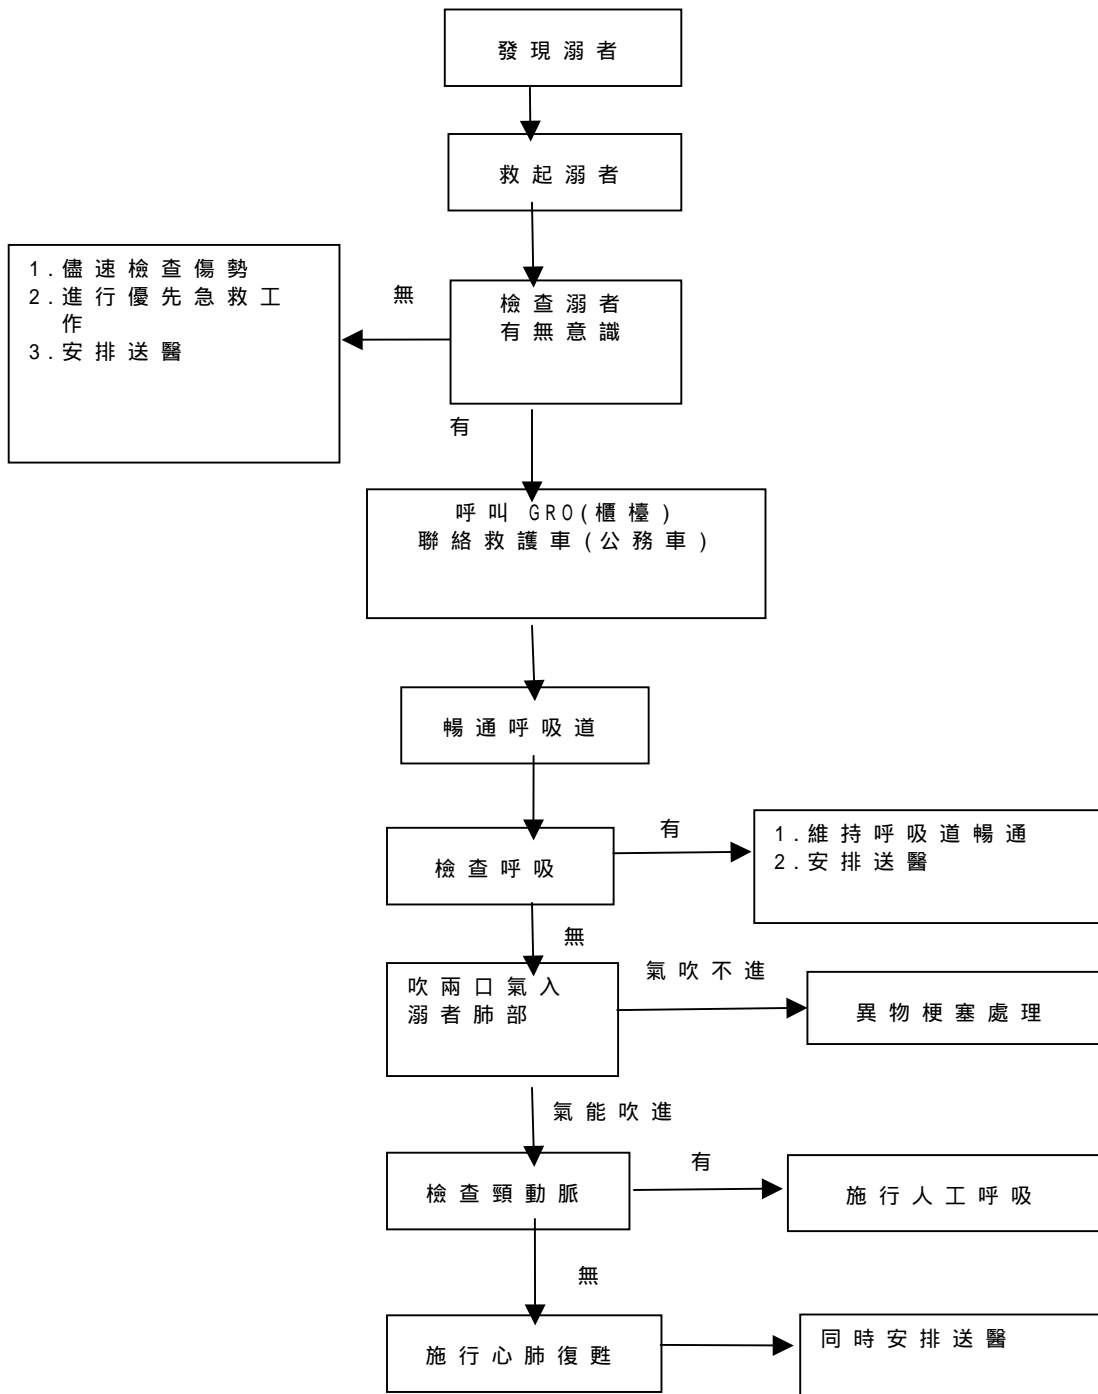 發現溺者
救起溺者
1.儘速檢查傷勢
2.進行優先急救工
作
3.安排送醫
無
檢查溺者
有無意識
有
呼叫 GRO(櫃檯)
聯絡救護車(公務車)
暢通呼吸道
檢查呼吸
有
1.維持呼吸道暢通
2.安排送醫
無
吹兩口氣入
溺者肺部
氣吹不進
異物梗塞處理
氣能吹進
檢查頸動脈
有
施行人工呼吸
無
施行心肺復甦
同時安排送醫